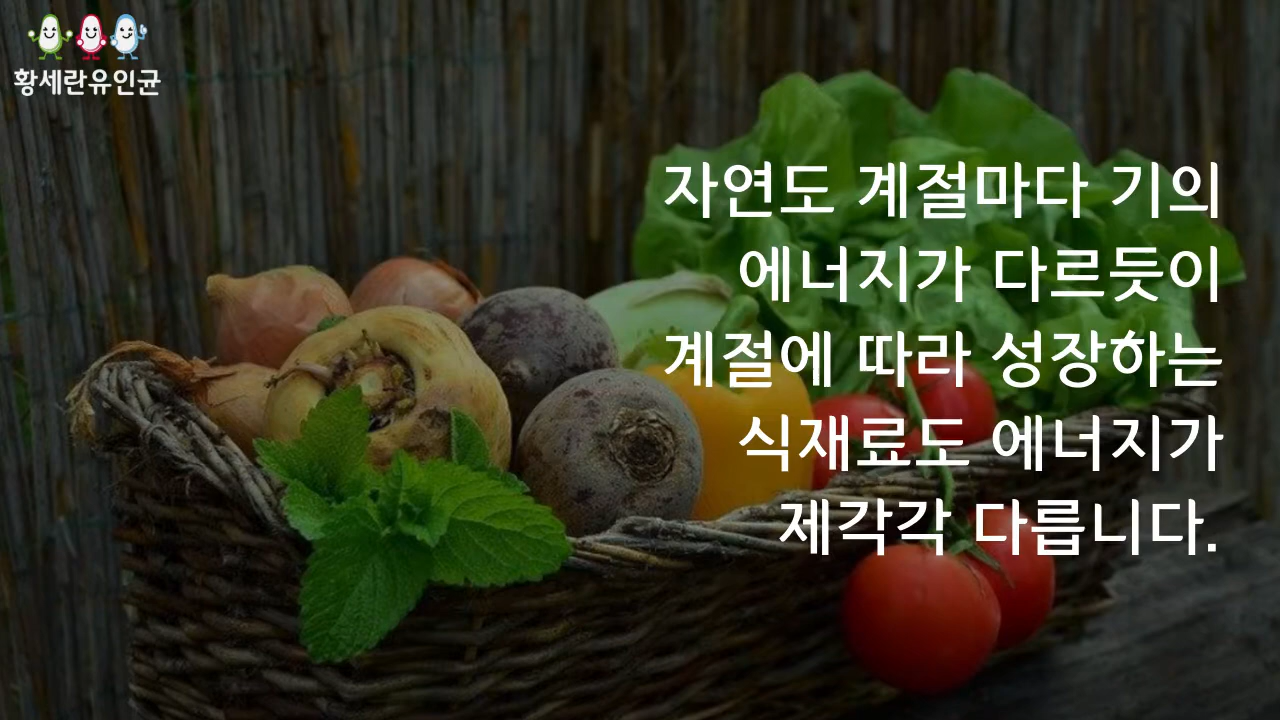 황세란유인균
자연도 계절마다 기의
에너지가 다르듯이
계절에 따라 성장하는
식재료도 에너지가
제각각 다릅니다.